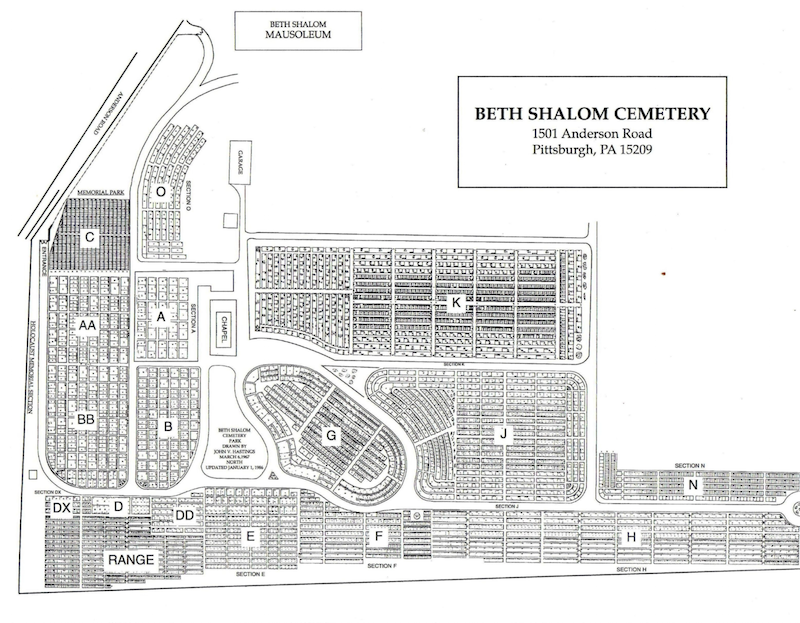 BETH SHALOM
MAUSOLEUM
BETH SHALOM CEMETERY
1501 Anderson Road
Pittsburgh, PA 15209
ANDERSON ROAD
GARAGE
MEMORIAL PARK
O
SECTION O
C
ENTRANCE
AA
A
SECTION A
CHAPEL
K
SECTION K
HOLOCAUST MEMORIAL SECTION
BB
B
BETH SHALOM
CEMETERY
PARK
DRAWN BY
JOHN V. HASTINGS
MARCH 6,1967
NORTH
UPDATED JANUARY 1, 1986
G
J
SECTION N
N
SECTION DX
DX
D
DD
SECTION J
E
F
H
RANGE
SECTION E
SECTION F
SECTION H